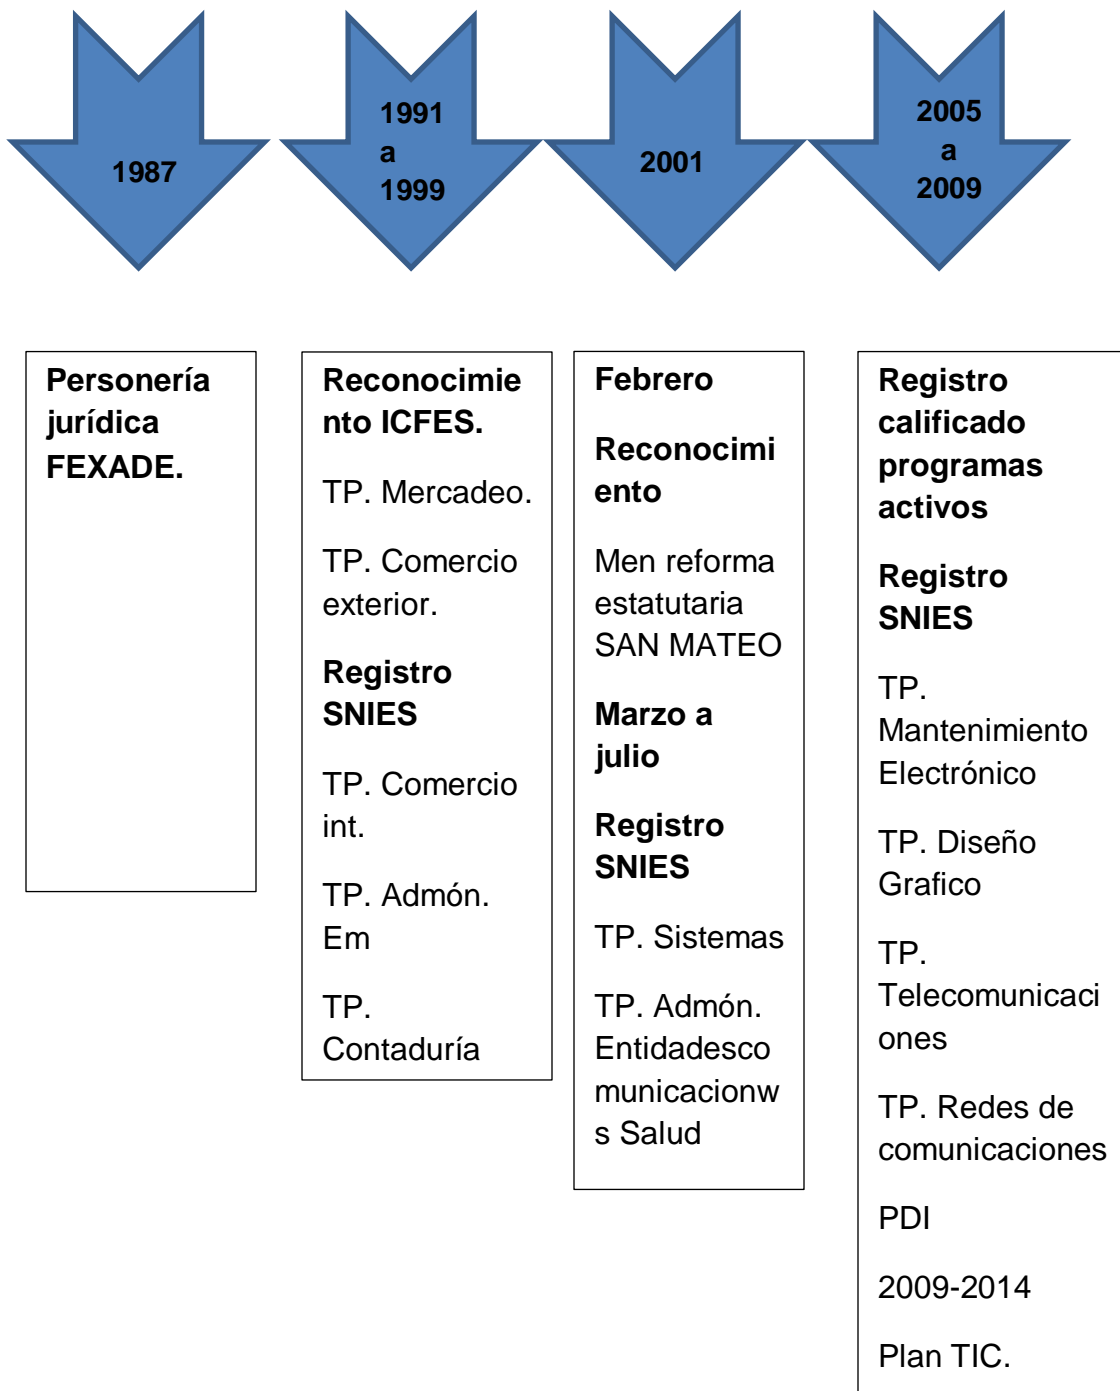 1987
1991
a
1999
2001
2005
a
2009
Personería
jurídica
FEXADE.
Reconocimie
nto ICFES.
TP. Mercadeo.
TP. Comercio
exterior.
Registro
SNIES
TP. Comercio
int.
TP. Admón.
Em
TP.
Contaduría
Febrero
Reconocimi
ento
Men reforma
estatutaria
SAN MATEO
Marzo a
julio
Registro
SNIES
TP. Sistemas
TP. Admón.
Entidadesco
municacionw
s Salud
Registro
calificado
programas
activos
Registro
SNIES
TP.
Mantenimiento
Electrónico
TP. Diseño
Grafico
TP.
Telecomunicaci
ones
TP. Redes de
comunicaciones
PDI
2009-2014
Plan TIC.